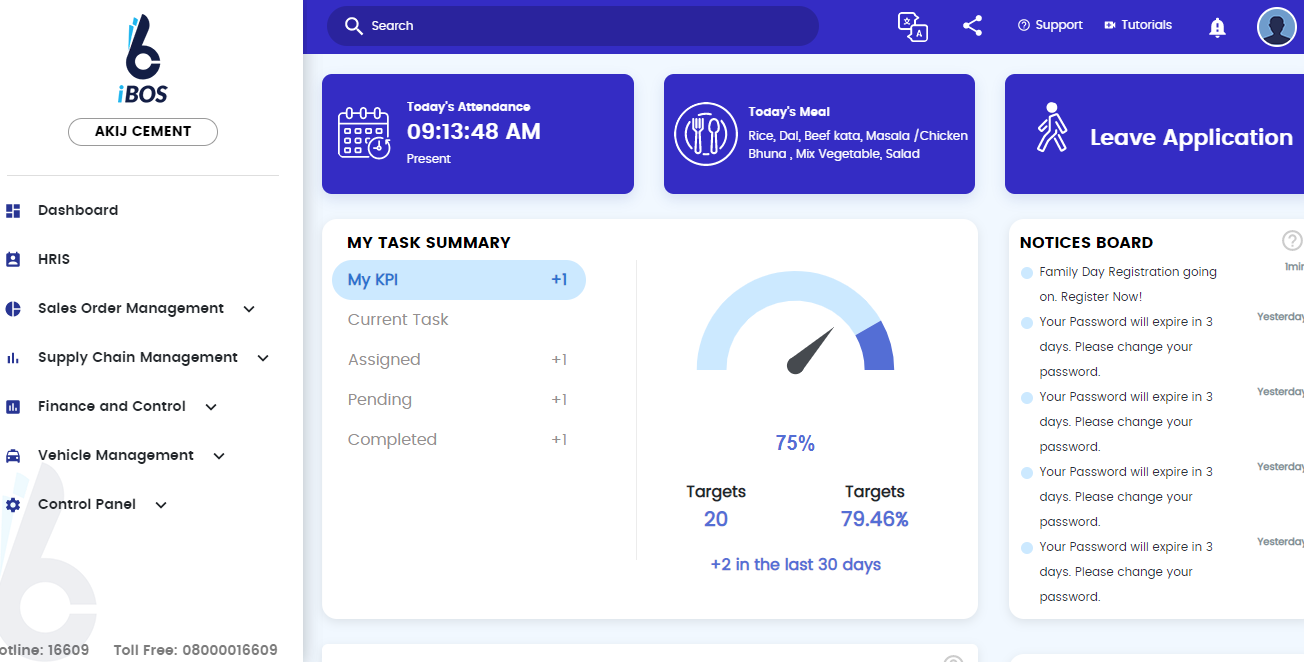 iBOS
AKIJ CEMENT
Dashboard
HRIS
Sales Order Management
Supply Chain Management
Finance and Control
Vehicle Management
Control Panel
otline: 16609 Toll Free: 08000016609
Search
A
Support
Tutorials
Today's Attendance
09:13:48 AM
Present
Today's Meal
Rice, Dal, Beef kata, Masala /Chicken
Bhuna , Mix Vegetable, Salad
Leave Application
MY TASK SUMMARY
My KPI +1
Current Task
Assigned +1
Pending +1
Completed +1
75%
Targets Targets
20 79.46%
+2 in the last 30 days
NOTICES BOARD
Family Day Registration going 1min
on. Register Now!
Your Password will expire in 3 Yesterday
days. Please change your
password.
Your Password will expire in 3 Yesterday
days. Please change your
password.
Your Password will expire in 3 Yesterday
days. Please change your
password.
Your Password will expire in 3 Yesterday
days. Please change your
password.